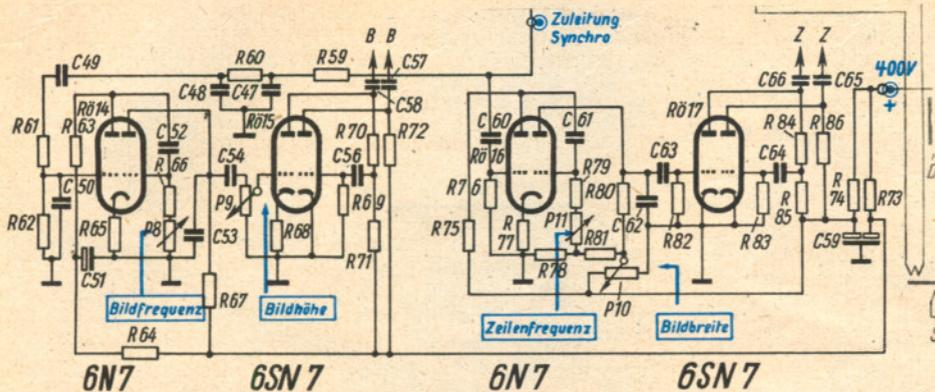 Zuleitung
Synchro
B B Z Z
C49 R60 R59 C57 C66 C65 400V
+
C48 C47 C58
Rö14 Rö15 C60 C61 Rö17
R61 R63 C52 R70 R72 Rö16 R84 R86
C50 R66 C54 C56 R79 C63 C64
P9 R80
R62 R65 P8 C53 R68 R69 R75 R76 R77 P11 C62 R82 R83 R85 R74 R73
R81
C51 R71 R78 C59
R67 P10
Bildfrequenz Bildhöhe Zeilenfrequenz Bildbreite
R64
6N7 6SN7 6N7 6SN7